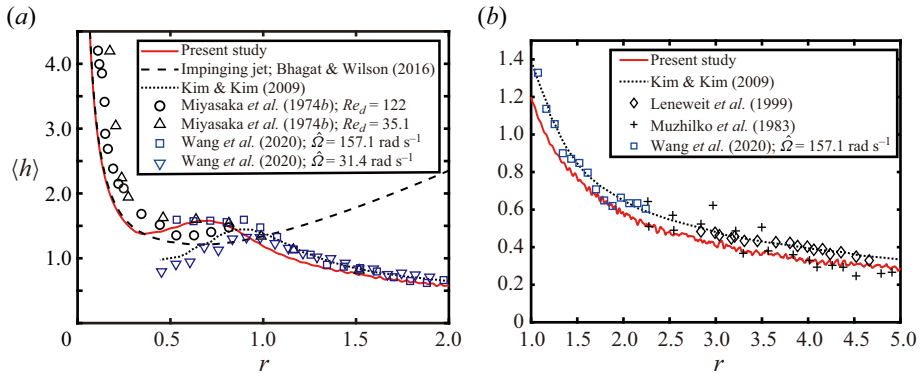 (a)
4.0
3.0
2.0
1.0
0
⟨h⟩
Present study
Impinging jet; Bhagat & Wilson (2016)
Kim & Kim (2009)
Miyasaka et al. (1974b); Re_d = 122
Miyasaka et al. (1974b); Re_d = 35.1
Wang et al. (2020); Ω̂ = 157.1 rad s⁻¹
Wang et al. (2020); Ω̂ = 31.4 rad s⁻¹
0.5 1.0 1.5 2.0
r
(b)
1.4
1.2
1.0
0.8
0.6
0.4
0.2
0
Present study
Kim & Kim (2009)
Leneweit et al. (1999)
Muzhilko et al. (1983)
Wang et al. (2020); Ω̂ = 157.1 rad s⁻¹
1.0 1.5 2.0 2.5 3.0 3.5 4.0 4.5 5.0
r